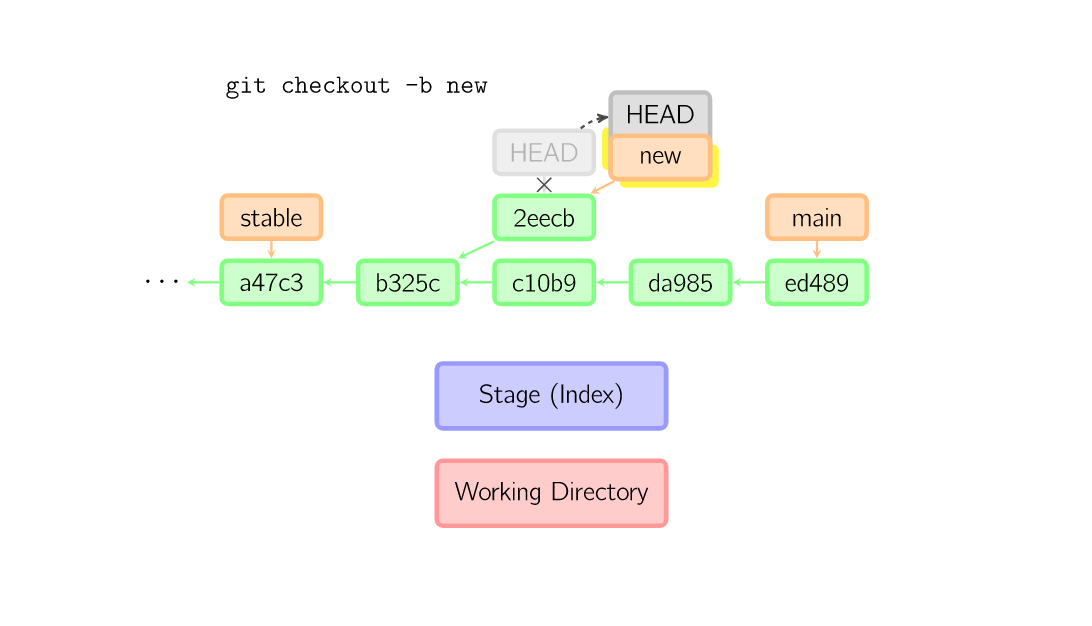 git checkout -b new
HEAD
HEAD
new
stable
2eecb
main
...
a47c3
b325c
c10b9
da985
ed489
Stage (Index)
Working Directory